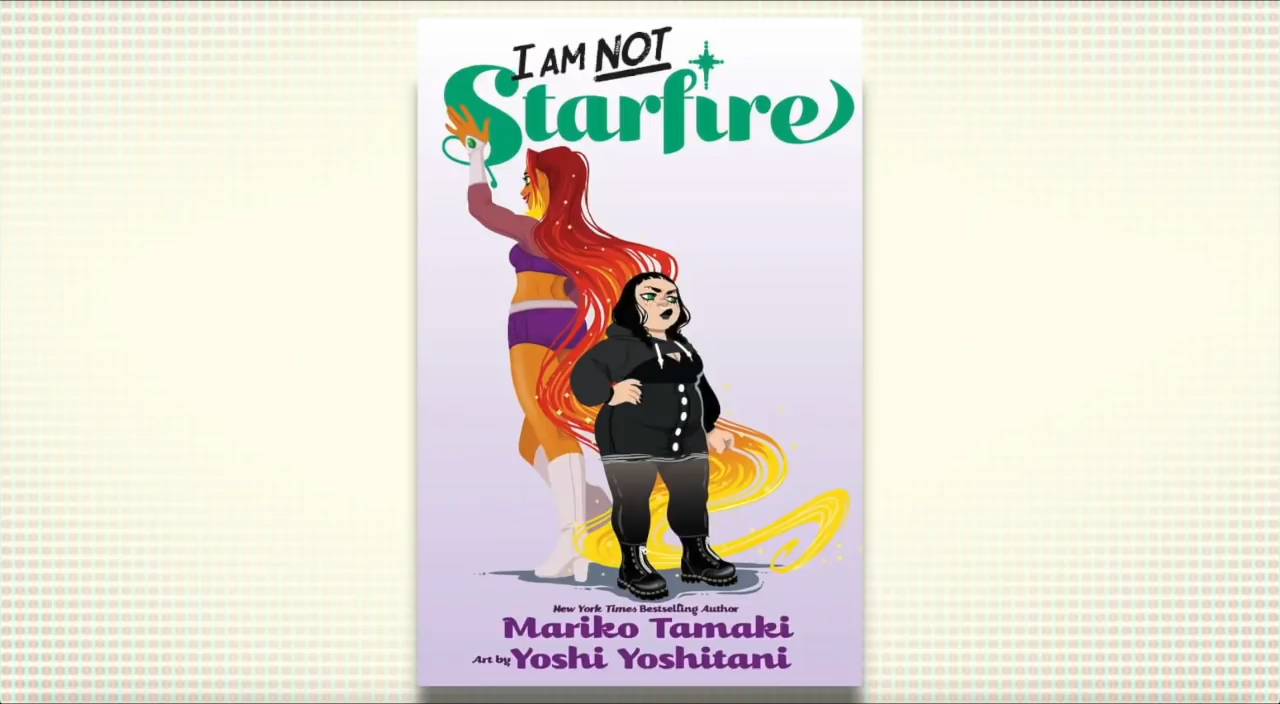 I AM NOT
Starfire
New York Times Bestselling Author
Mariko Tamaki
Art by Yoshi Yoshitani